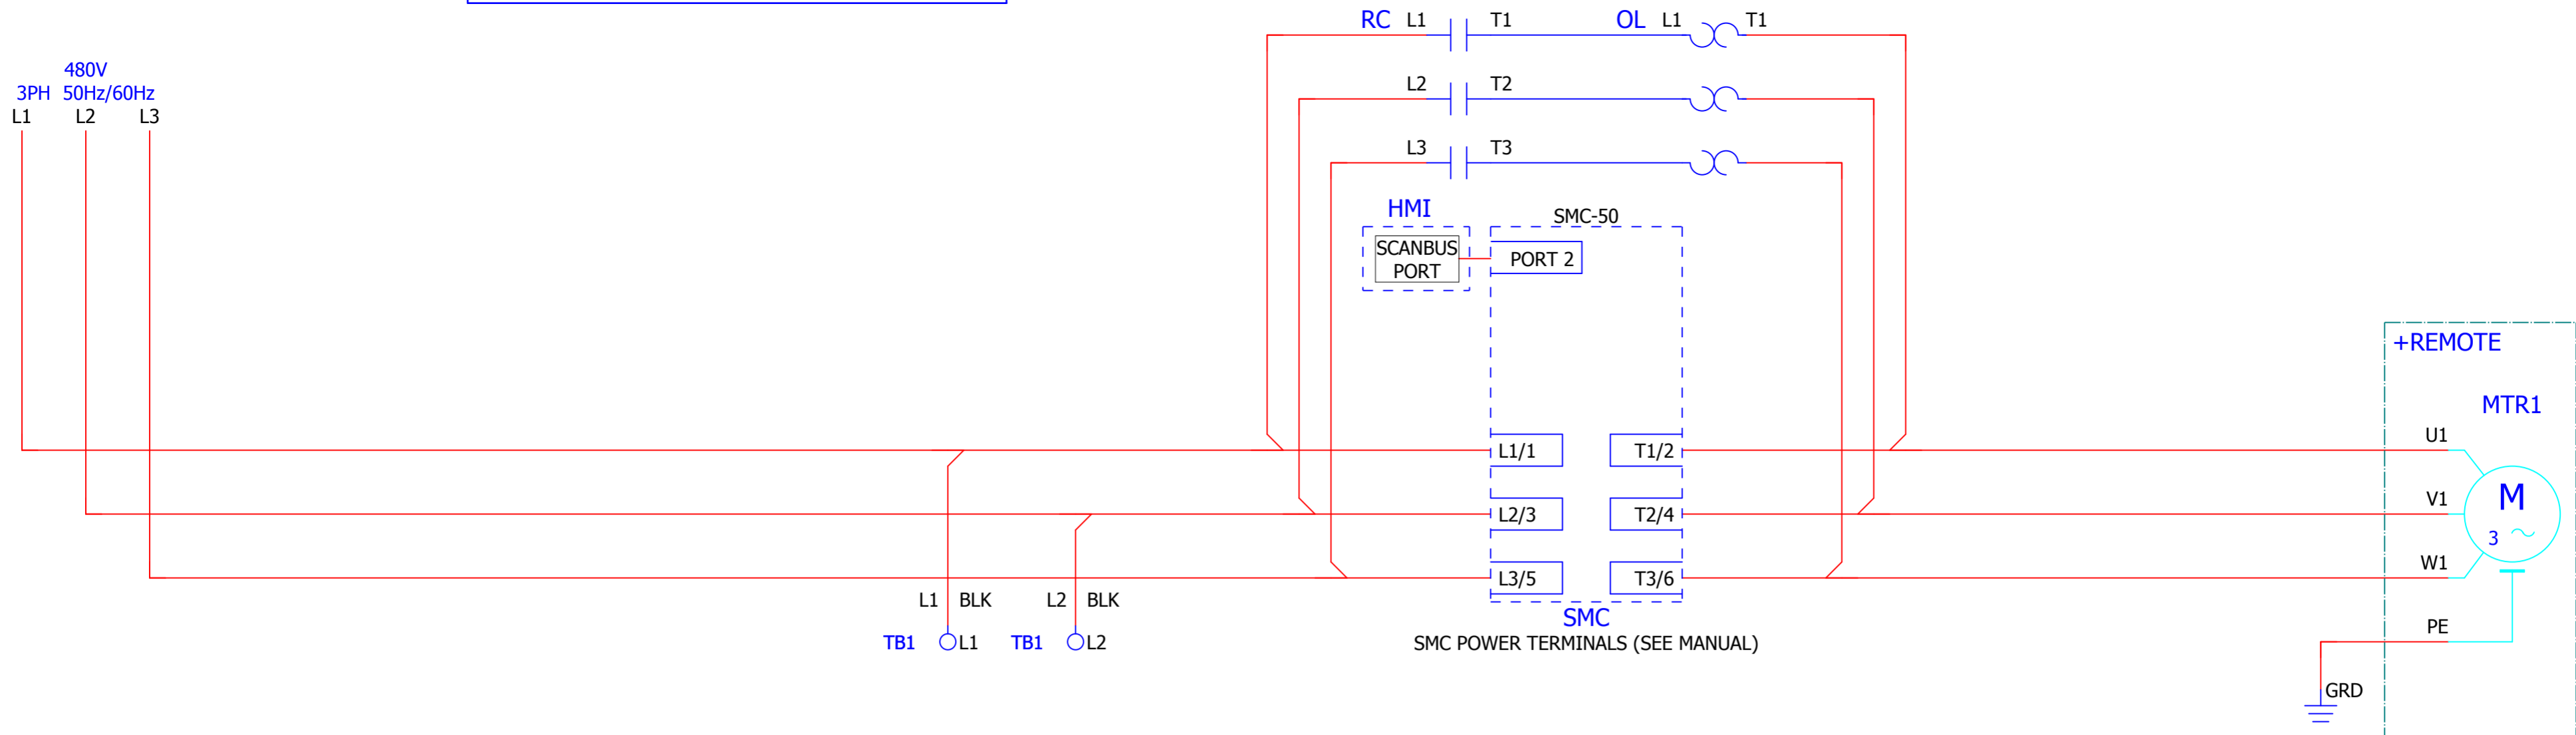 RC L1 T1 OL L1 T1
480V
3PH 50Hz/60Hz
L1 L2 L3
L2 T2
L3 T3
HMI
SMC-50
SCANBUS
PORT
PORT 2
+REMOTE
MTR1
U1
L1/1 T1/2
M
3
V1
L2/3 T2/4
W1
L3/5 T3/6
L1 BLK L2 BLK
SMC
PE
TB1 L1 TB1 L2
SMC POWER TERMINALS (SEE MANUAL)
GRD